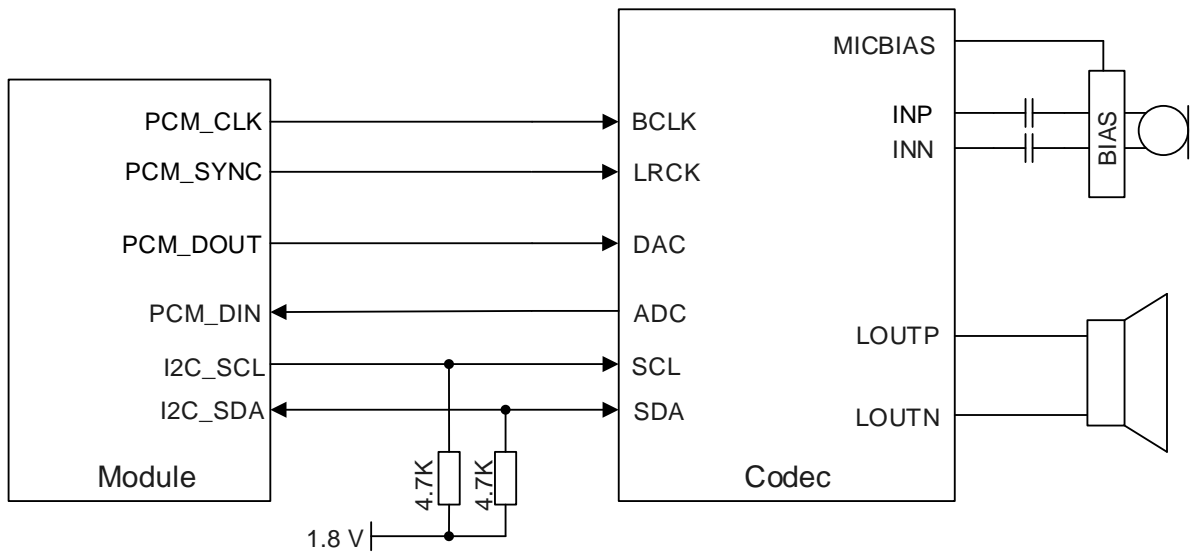 MICBIAS
PCM_CLK
BCLK
INP
BIAS
INN
PCM_SYNC
LRCK
PCM_DOUT
DAC
PCM_DIN
ADC
LOUTP
I2C_SCL
SCL
I2C_SDA
SDA
LOUTN
4.7K
4.7K
Module
Codec
1.8 V